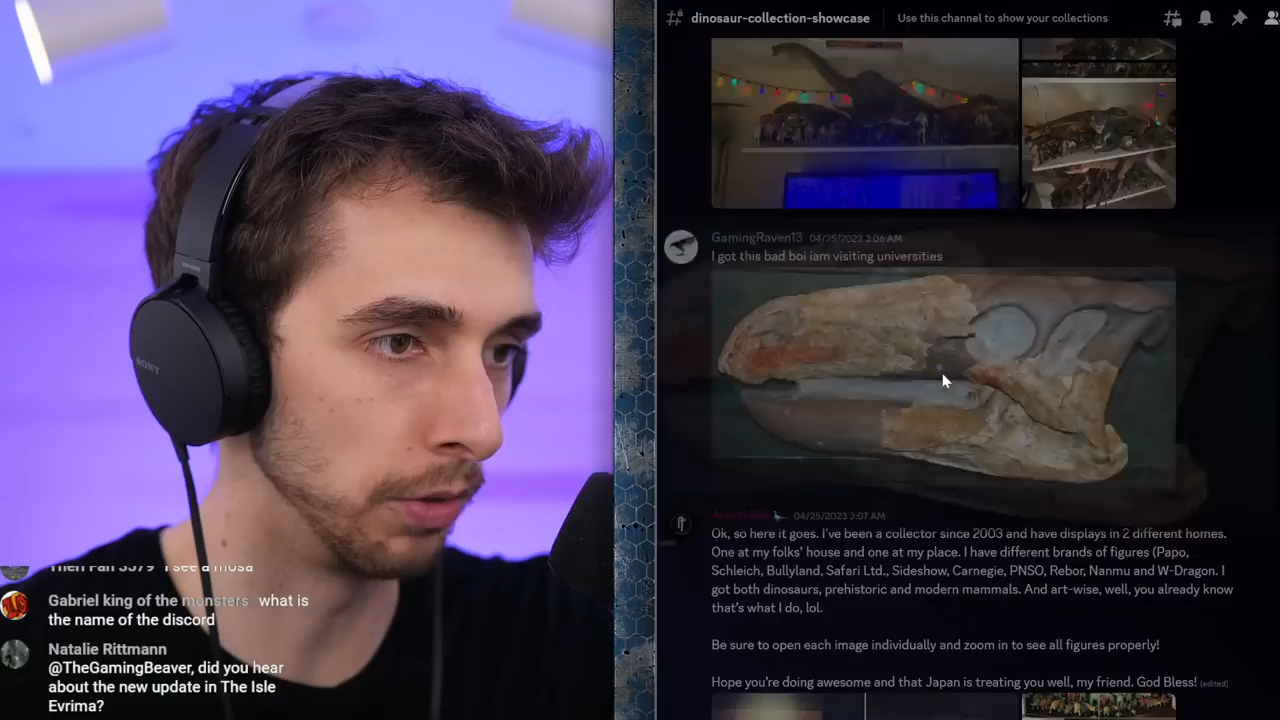 dinosaur-collection-showcase
Use this channel to show your collections
GamingRaven13 04/25/2023 3:06 AM
I got this bad boi iam visiting universities
04/25/2023 3:07 AM
Ok, so here it goes. I've been a collector since 2003 and have displays in 2 different homes.
One at my folks' house and one at my place. I have different brands of figures (Papo,
Schleich, Bullyland, Safari Ltd., Sideshow, Carnegie, PNSO, Rebor, Nanmu and W-Dragon. I
got both dinosaurs, prehistoric and modern mammals. And art-wise, well, you already know
that's what I do, lol.
Be sure to open each image individually and zoom in to see all figures properly!
Hope you're doing awesome and that Japan is treating you well, my friend. God Bless! (edited)
SONY
I see a mosa
Gabriel king of the monsters what is
the name of the discord
Natalie Rittmann
@TheGamingBeaver, did you hear
about the new update in The Isle
Evrima?